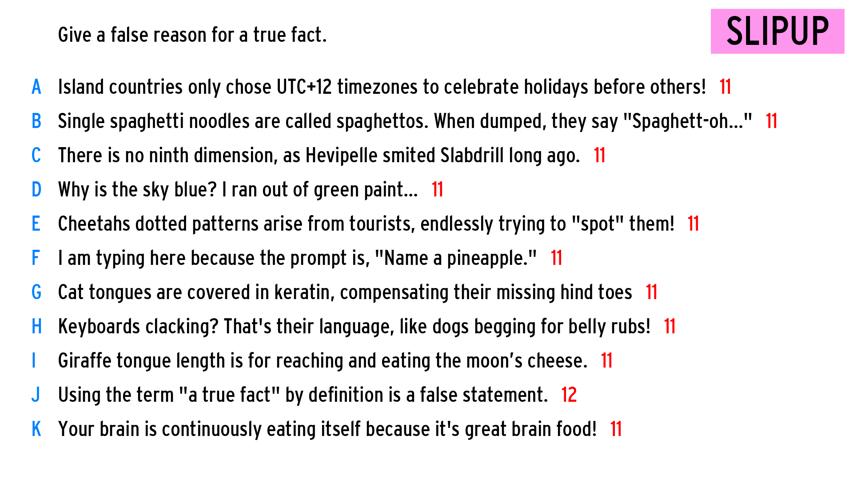 Give a false reason for a true fact.
SLIPUP
A Island countries only chose UTC+12 timezones to celebrate holidays before others! 11
B Single spaghetti noodles are called spaghettos. When dumped, they say "Spaghett-oh..." 11
C There is no ninth dimension, as Hevipelle smited Slabdrill long ago. 11
D Why is the sky blue? I ran out of green paint... 11
E Cheetahs dotted patterns arise from tourists, endlessly trying to "spot" them! 11
F I am typing here because the prompt is, "Name a pineapple." 11
G Cat tongues are covered in keratin, compensating their missing hind toes 11
H Keyboards clacking? That's their language, like dogs begging for belly rubs! 11
I Giraffe tongue length is for reaching and eating the moon’s cheese. 11
J Using the term "a true fact" by definition is a false statement. 12
K Your brain is continuously eating itself because it's great brain food! 11